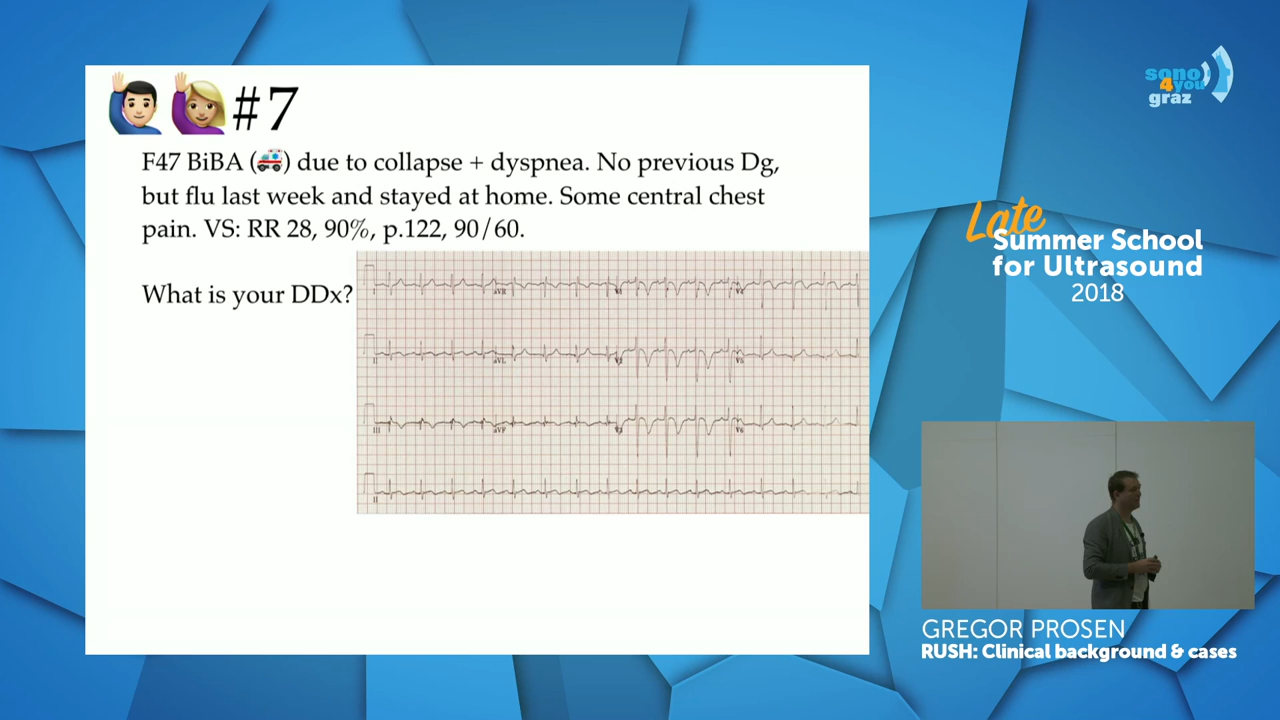 #7
F47 BiBA (🚑) due to collapse + dyspnea. No previous Dg,
but flu last week and stayed at home. Some central chest
pain. VS: RR 28, 90%, p.122, 90/60.
What is your DDx?
I
aVR
V1
V4
aVL
V5
III
aVF
V3
V6
II
sono
4you
graz
Late
Summer School
for Ultrasound
2018
GREGOR PROSEN
RUSH: Clinical background & cases